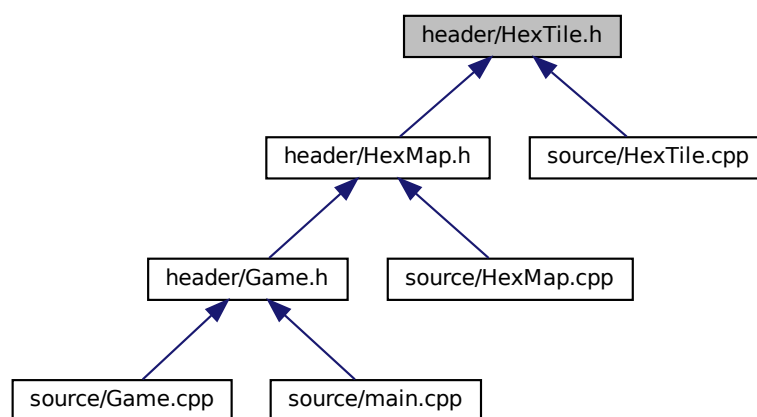 header/HexTile.h
header/HexMap.h
source/HexTile.cpp
header/Game.h
source/HexMap.cpp
source/Game.cpp
source/main.cpp